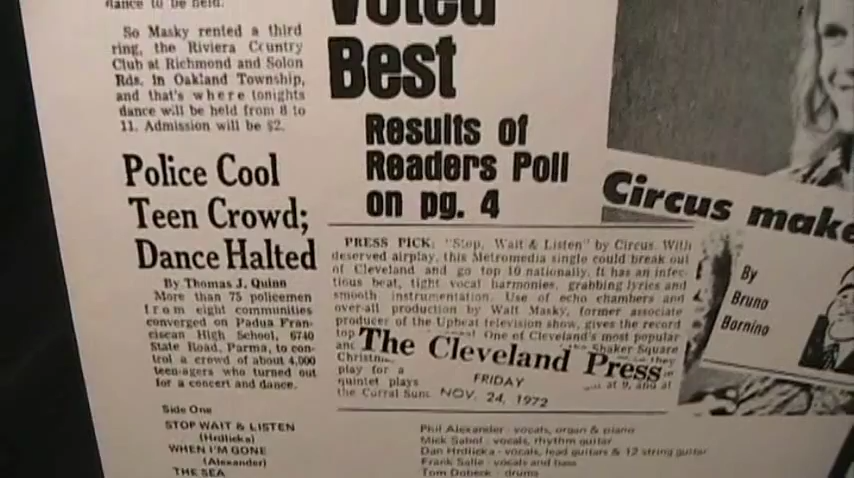 dance to be held.
So Masky rented a third
ring, the Riviera Country
Club at Richmond and Solon
Rds. in Oakland Township,
and that's where tonights
dance will be held from 8 to
11. Admission will be $2.
Police Cool
Teen Crowd;
Dance Halted
By Thomas J. Quinn
More than 75 policemen
from eight communities
converged on Padua Fran-
ciscan High School, 6740
State Road, Parma, to con-
trol a crowd of about 4,000
teen-agers who turned out
for a concert and dance.
Voted
Best
Results of
Readers Poll
on pg. 4
PRESS PICK: "Stop, Wait & Listen" by Circus. With
deserved airplay, this Metromedia single could break out
of Cleveland and go top 10 nationally. It has an infec-
tious beat, tight vocal harmonies, grabbing lyrics and
smooth instrumentation. Use of echo chambers and
over-all production by Walt Masky, former associate
producer of the Upbeat television show, gives the record
top One of Cleveland's most popular
Shaker Square
Christm
play for a
at 9, and at
quintet plays
the Corral Sun.
The Cleveland Press
FRIDAY
NOV. 24, 1972
Circus make
By
Bruno
Bornino
Side One
STOP WAIT & LISTEN
(Hrdlicka)
WHEN I'M GONE
(Alexander)
THE SEA
Phil Alexander - vocals, organ & piano
Mick Sabol - vocals, rhythm guitar
Dan Hrdlicka - vocals, lead guitars & 12 string guitar
Frank Salle - vocals and bass
Tom Dobeck - drums